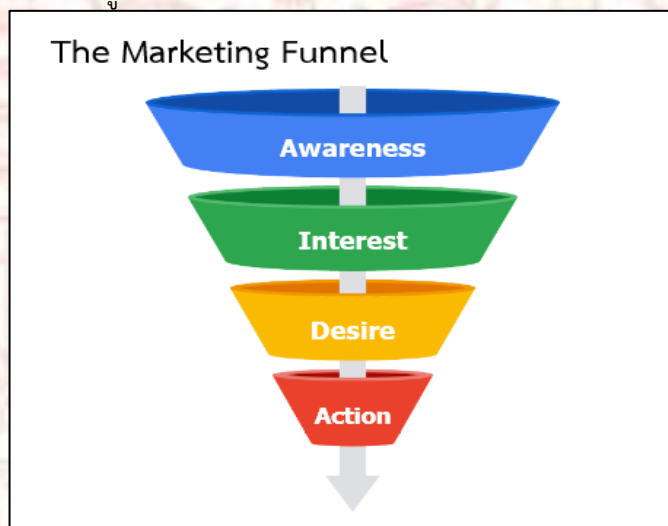 The Marketing Funnel
Awareness
Interest
Desire
Action